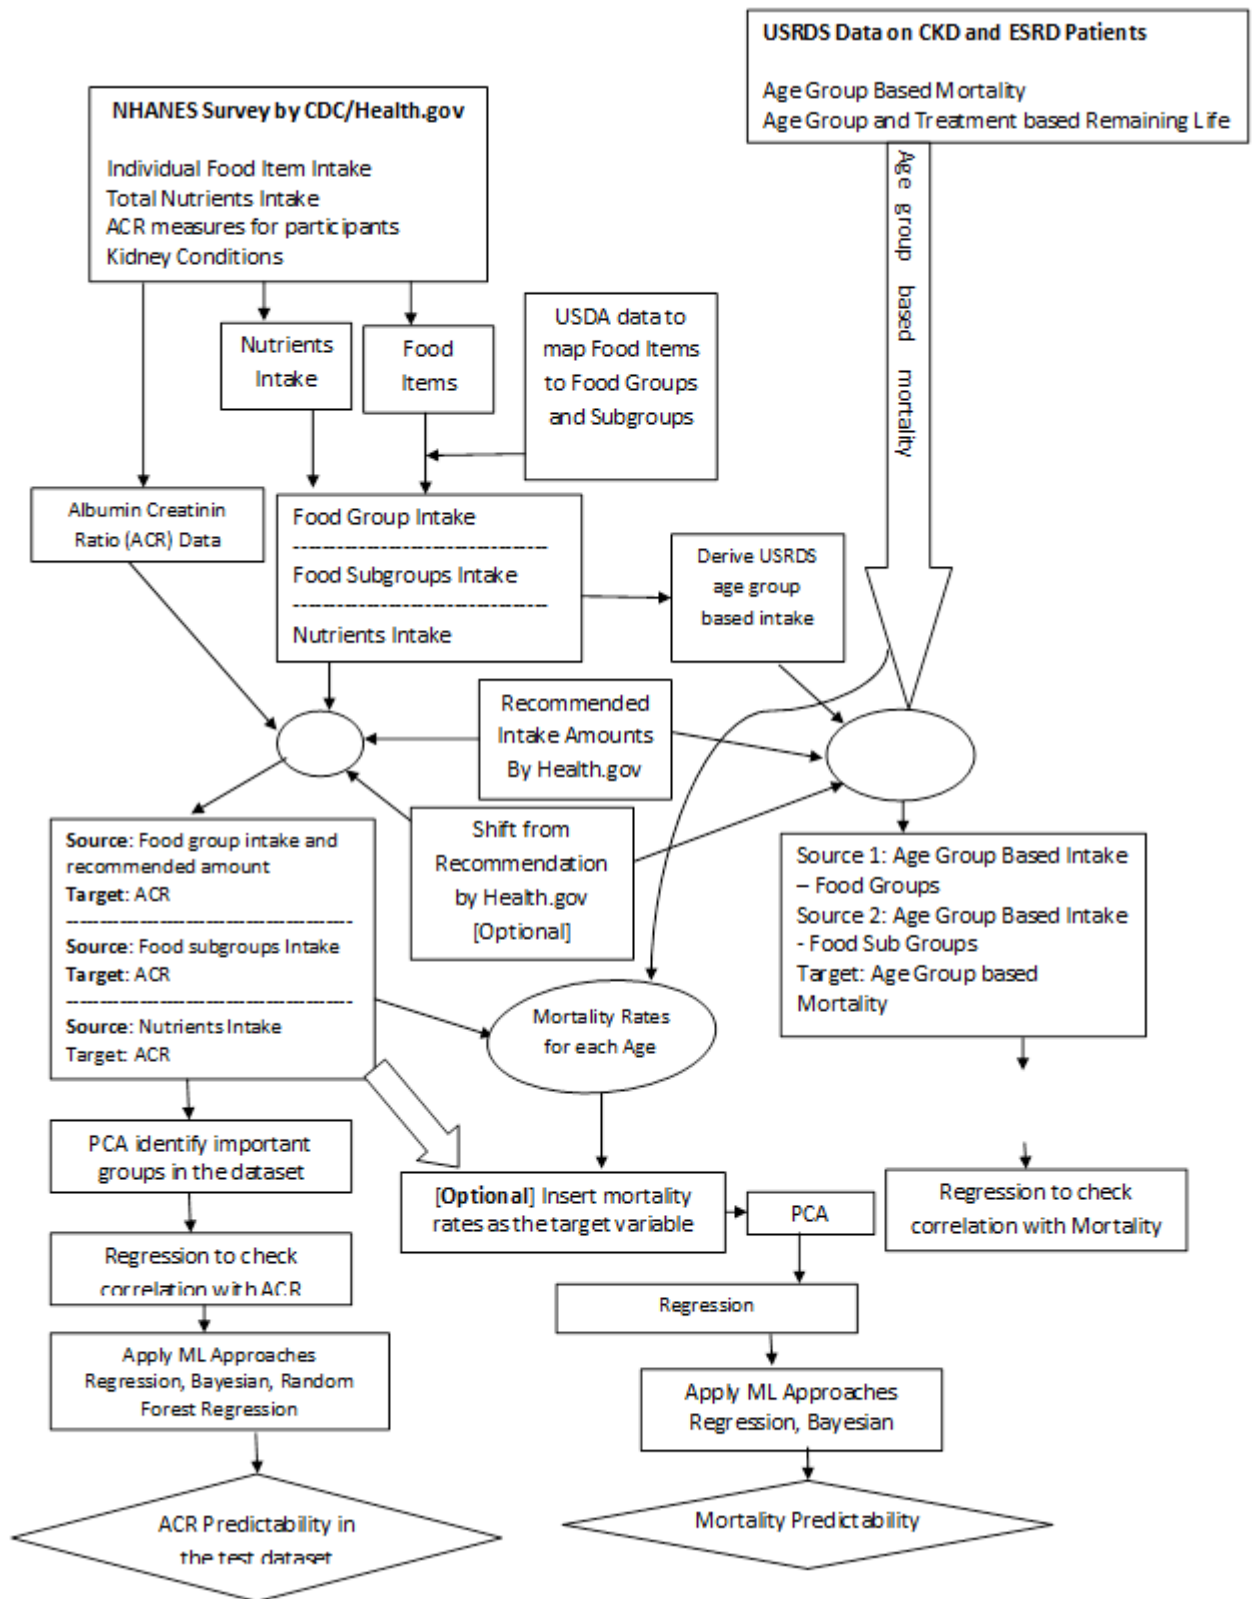 USRDS Data on CKD and ESRD Patients
Age Group Based Mortality
Age Group and Treatment based Remaining Life
NHANES Survey by CDC/Health.gov
Individual Food Item Intake
Total Nutrients Intake
ACR measures for participants
Kidney Conditions
Age group based mortality
Nutrients
Intake
Food
Items
USDA data to
map Food Items
to Food Groups
and Subgroups
Albumin Creatinin
Ratio (ACR) Data
Food Group Intake
-----------------------------------
Food Subgroups Intake
-----------------------------------
Nutrients Intake
Derive USRDS
age group
based intake
Recommended
Intake Amounts
By Health.gov
Shift from
Recommendation
by Health.gov
[Optional]
Source: Food group intake and
recommended amount
Target: ACR
-----------------------------------
Source: Food subgroups Intake
Target: ACR
-----------------------------------
Source: Nutrients Intake
Target: ACR
Source 1: Age Group Based Intake
– Food Groups
Source 2: Age Group Based Intake
- Food Sub Groups
Target: Age Group based
Mortality
Mortality Rates
for each Age
PCA identify important
groups in the dataset
[Optional] Insert mortality
rates as the target variable
PCA
Regression to check
correlation with Mortality
Regression to check
correlation with ACR
Regression
Apply ML Approaches
Regression, Bayesian, Random
Forest Regression
Apply ML Approaches
Regression, Bayesian
ACR Predictability in
the test dataset
Mortality Predictability